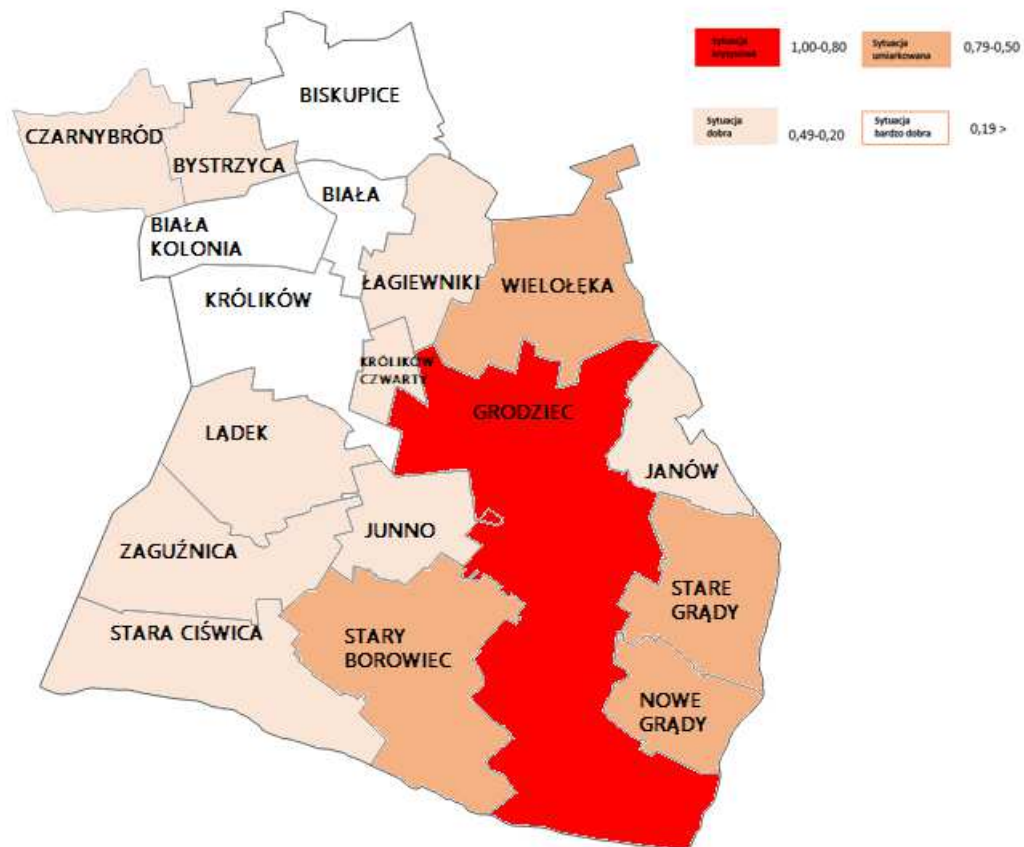 Sytuacja
1,00-0,80
Sytuacja
umiarkowana
0,79-0,50
Sytuacja
dobra
0,49-0,20
Sytuacja
bardzo dobra
0,19 >
BISKUPICE
CZARNYBRÓD
BYSTRZYCA
BIAŁA
BIAŁA
KOLONIA
ŁAGIEWNIKI
WIELOŁĘKA
KRÓLIKÓW
KRÓLIKÓW
CZWARTY
GRODZIEC
LĄDEK
JANÓW
JUNNO
ZAGUŹNICA
STARE
GRĄDY
STARA CIŚWICA
STARY
BOROWIEC
NOWE
GRĄDY